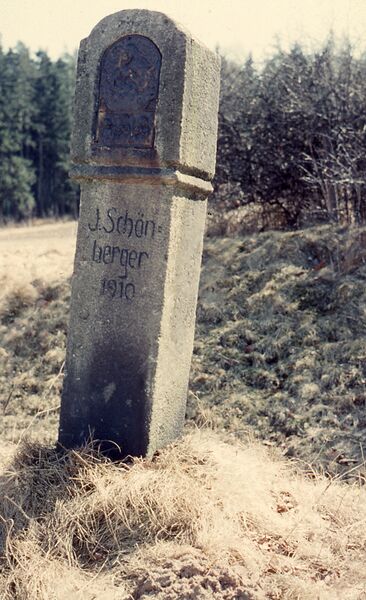 J. Schön-
berger
1910